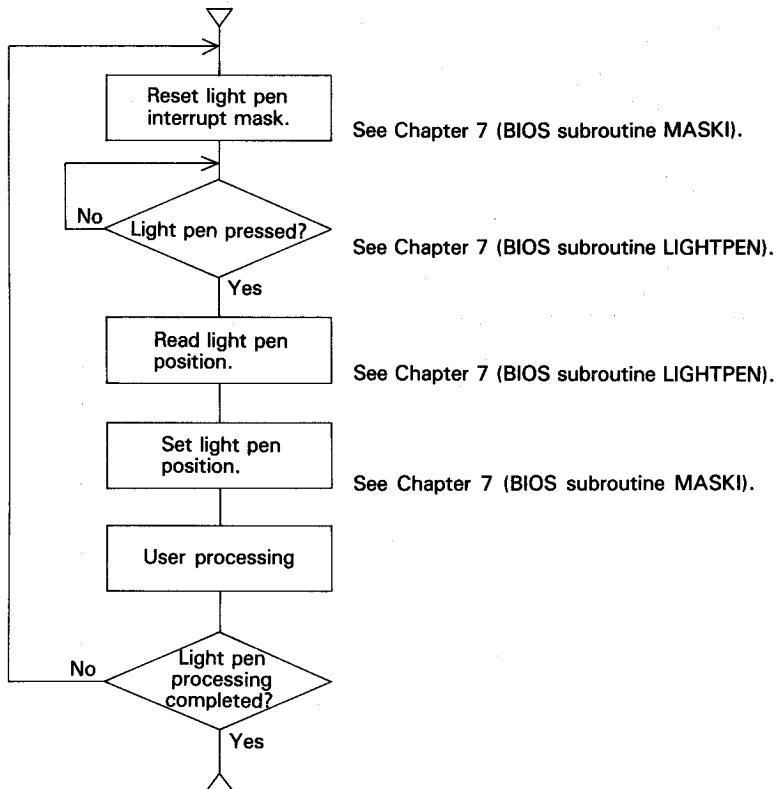 Reset light pen
interrupt mask.
See Chapter 7 (BIOS subroutine MASKI).
No
Light pen pressed?
See Chapter 7 (BIOS subroutine LIGHTPEN).
Yes
Read light pen
position.
See Chapter 7 (BIOS subroutine LIGHTPEN).
Set light pen
position.
See Chapter 7 (BIOS subroutine MASKI).
User processing
No
Light pen
processing
completed?
Yes